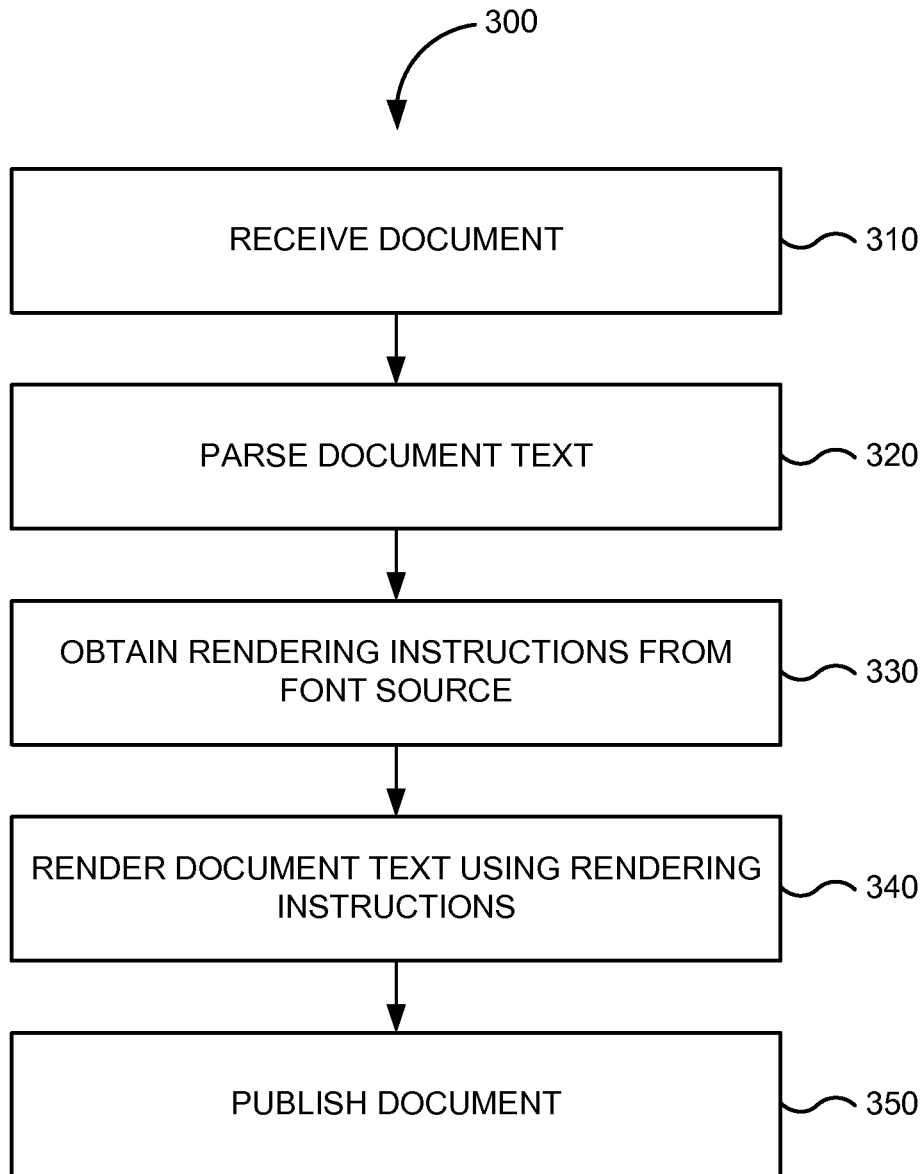 300
RECEIVE DOCUMENT
310
PARSE DOCUMENT TEXT
320
OBTAIN RENDERING INSTRUCTIONS FROM
FONT SOURCE
330
RENDER DOCUMENT TEXT USING RENDERING
INSTRUCTIONS
340
PUBLISH DOCUMENT
350